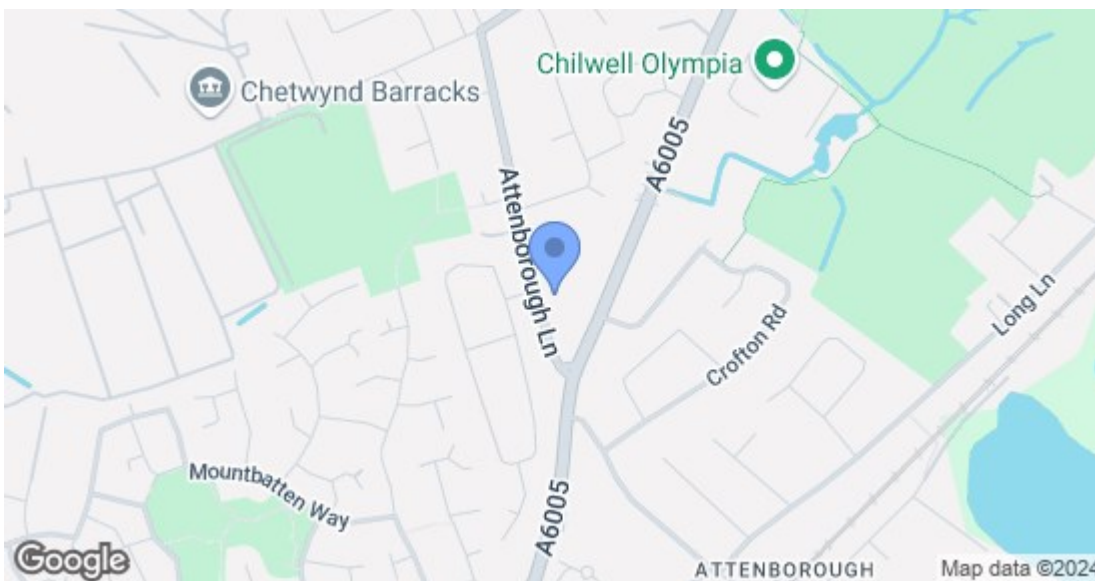 Chilwell Olympia
Chetwynd Barracks
A6005
Attenborough Ln
Long Ln
Crofton Rd
Mountbatten Way
A6005
Google
ATTENBOROUGH
Map data ©2024